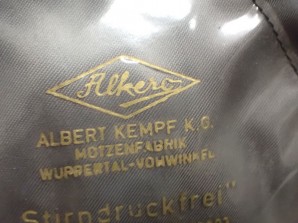 Alkero
ALBERT KEMPF K.G.
MÜTZENFABRIK
WUPPERTAL-VOHWINKEL
Stirndruckfrei"